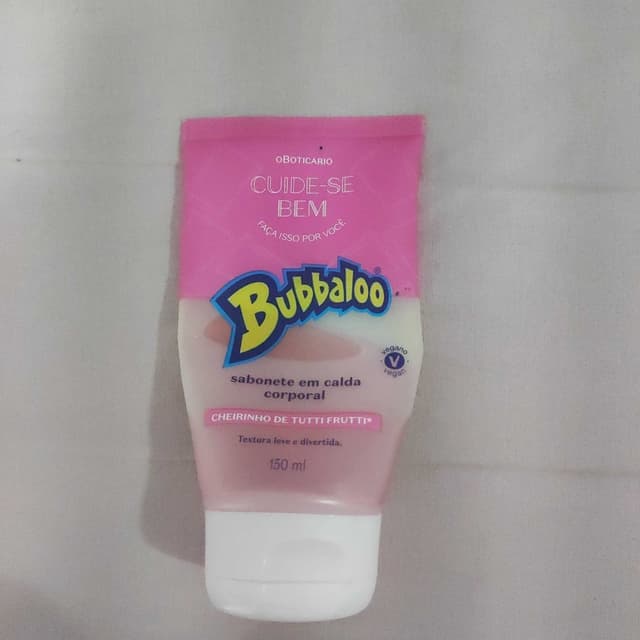 oBOTICÁRIO
CUIDE-SE
BEM
FAÇA ISSO POR VOCÊ
Bubbaloo®
vegano
V
vegan
sabonete em calda
corporal
CHEIRINHO DE TUTTI FRUTTI*
Textura leve e divertida.
150 ml